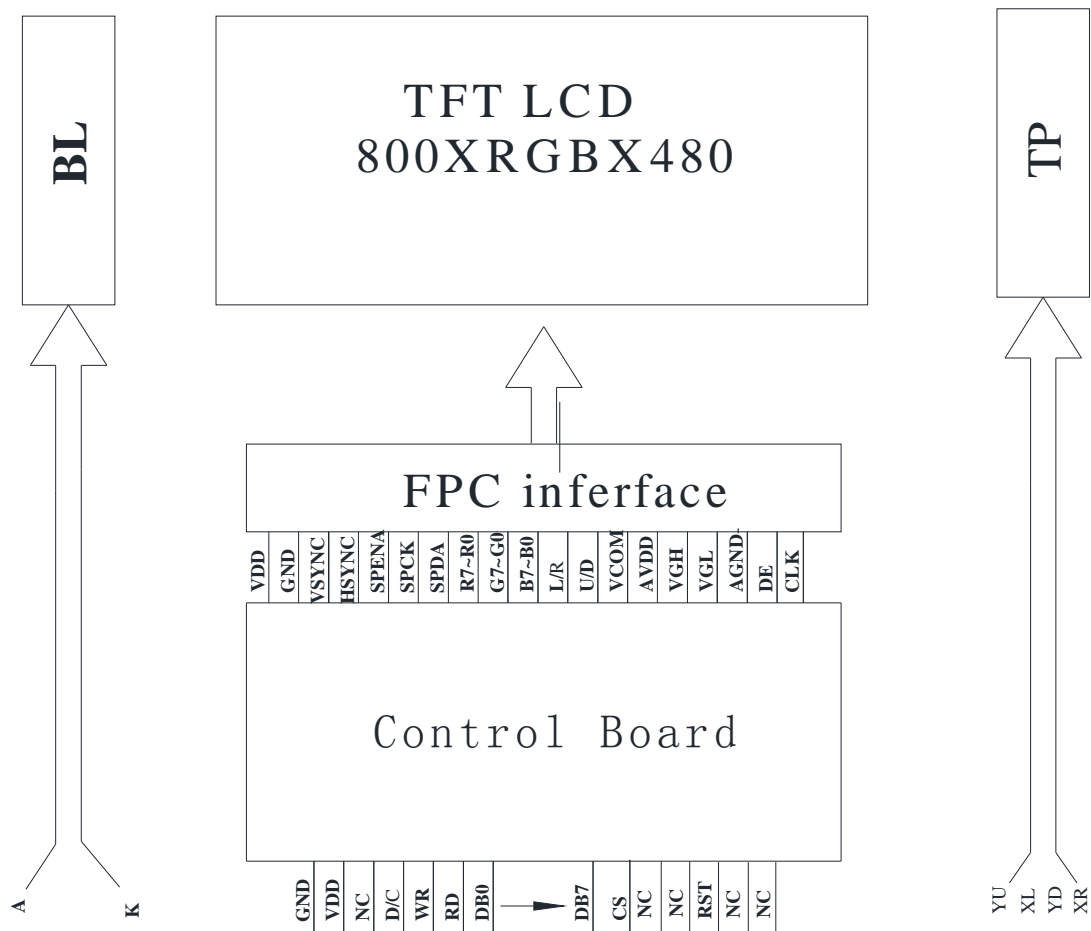 BL
TFT LCD
800XRGBX480
TP
FPC inferface
VDD
GND
VSYNC
HSYNC
SPENA
SPCK
SPDA
R7~R0
G7~G0
B7~B0
L/R
U/D
VCOM
AVDD
VGH
VGL
AGND
DE
CLK
Control Board
A
K
GND
VDD
NC
D/C
WR
RD
DB0
DB7
CS
NC
NC
RST
NC
NC
YU
XL
YD
XR